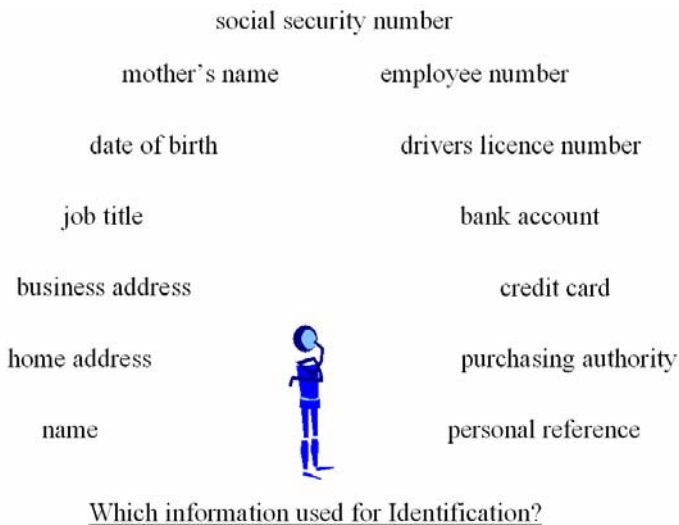 social security number
mother's name employee number
date of birth drivers licence number
job title bank account
business address credit card
home address purchasing authority
name personal reference
Which information used for Identification?